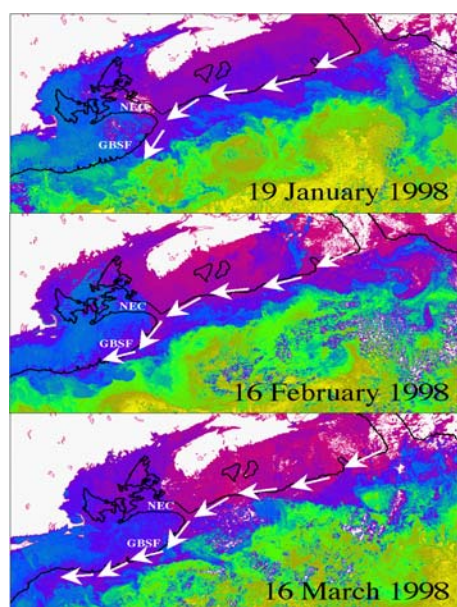 NEC
GBSF
19 January 1998
NEC
GBSF
16 February 1998
NEC
GBSF
16 March 1998